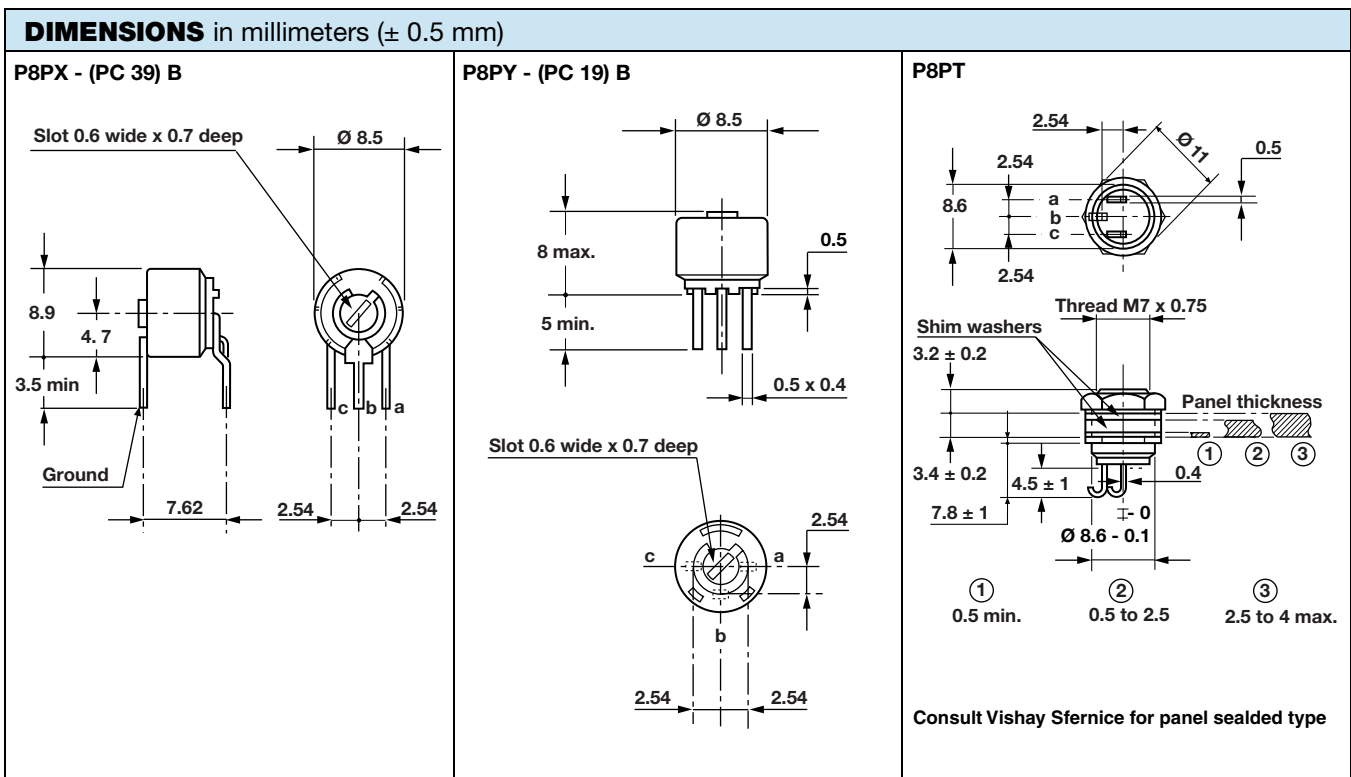 DIMENSIONS in millimeters (± 0.5 mm)
P8PX - (PC 39) B
Slot 0.6 wide x 0.7 deep
Ø 8.5
8.9
4. 7
3.5 min
c
b
a
Ground
7.62
2.54
2.54
P8PY - (PC 19) B
Ø 8.5
8 max.
0.5
5 min.
0.5 x 0.4
Slot 0.6 wide x 0.7 deep
2.54
c
a
b
2.54
2.54
P8PT
2.54
Ø 11
0.5
2.54
8.6
a
b
c
2.54
Thread M7 x 0.75
Shim washers
3.2 ± 0.2
Panel thickness
1
2
3
3.4 ± 0.2
4.5 ± 1
0.4
7.8 ± 1
- 0
Ø 8.6 - 0.1
1
2
3
0.5 min.
0.5 to 2.5
2.5 to 4 max.
Consult Vishay Sfernice for panel sealded type